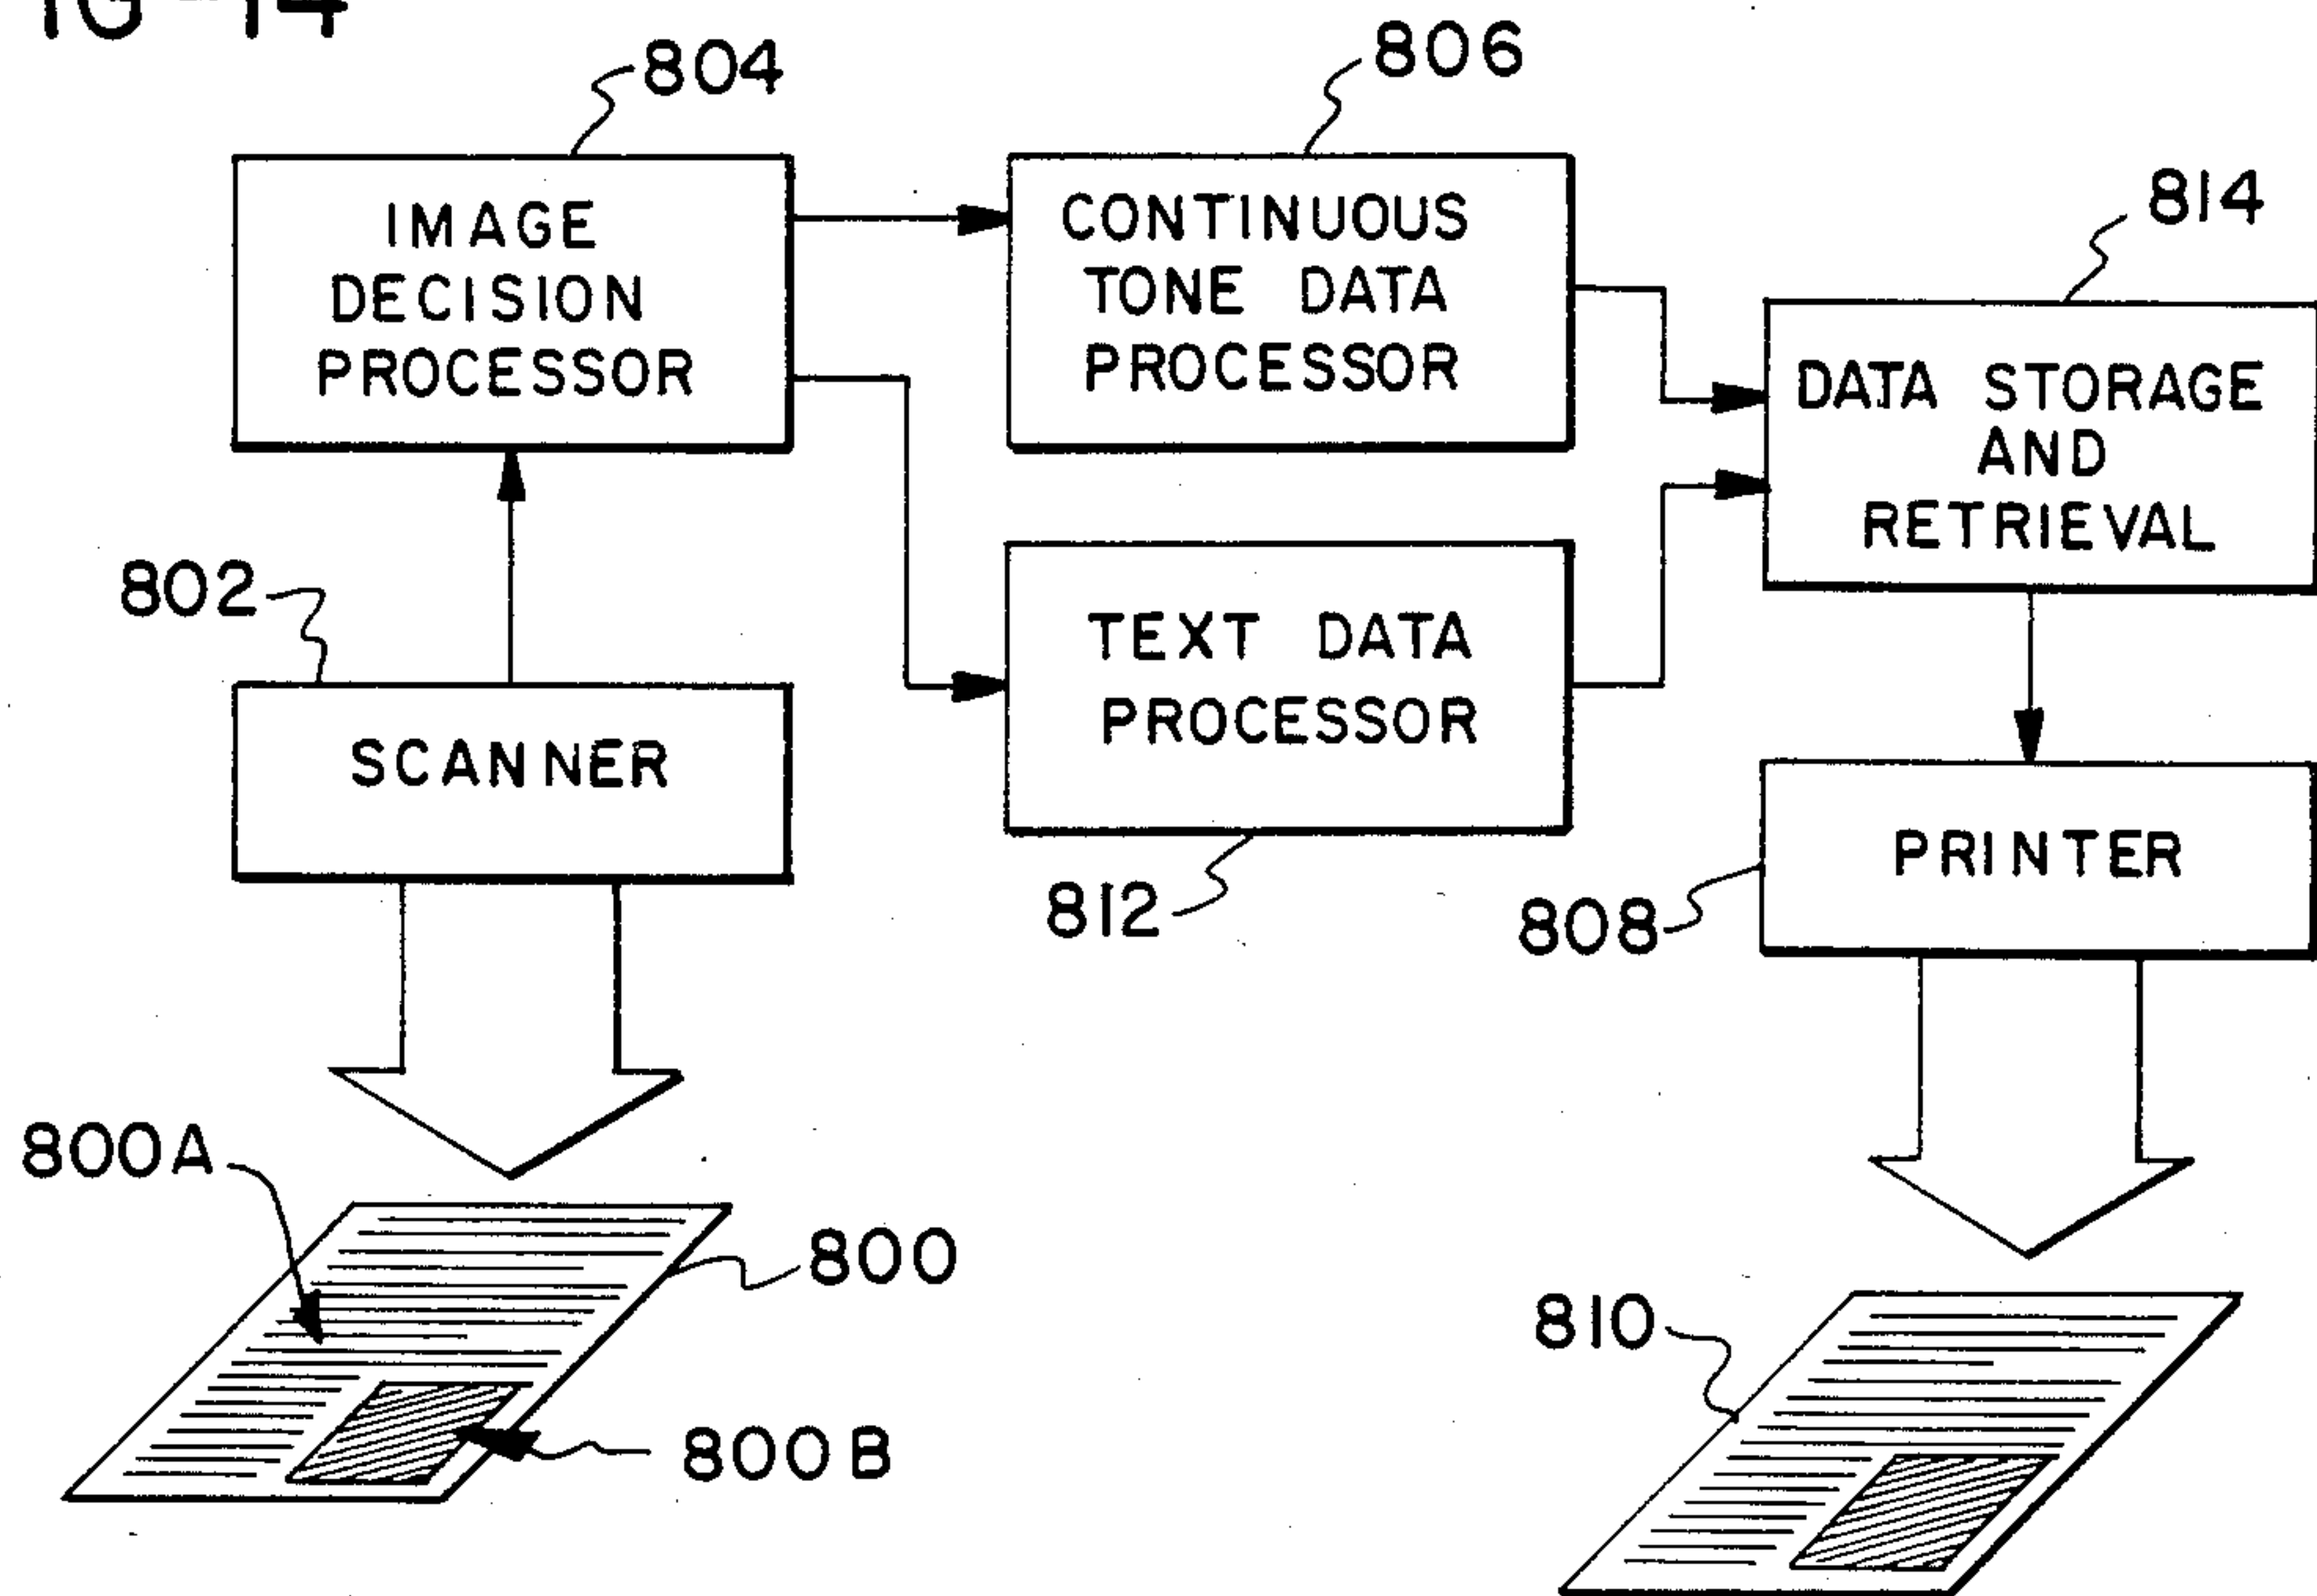 804
806
IMAGE
DECISION
PROCESSOR
CONTINUOUS
TONE DATA
PROCESSOR
814
DATA STORAGE
AND
RETRIEVAL
802
SCANNER
TEXT DATA
PROCESSOR
812
PRINTER
808
800A
800
800B
810